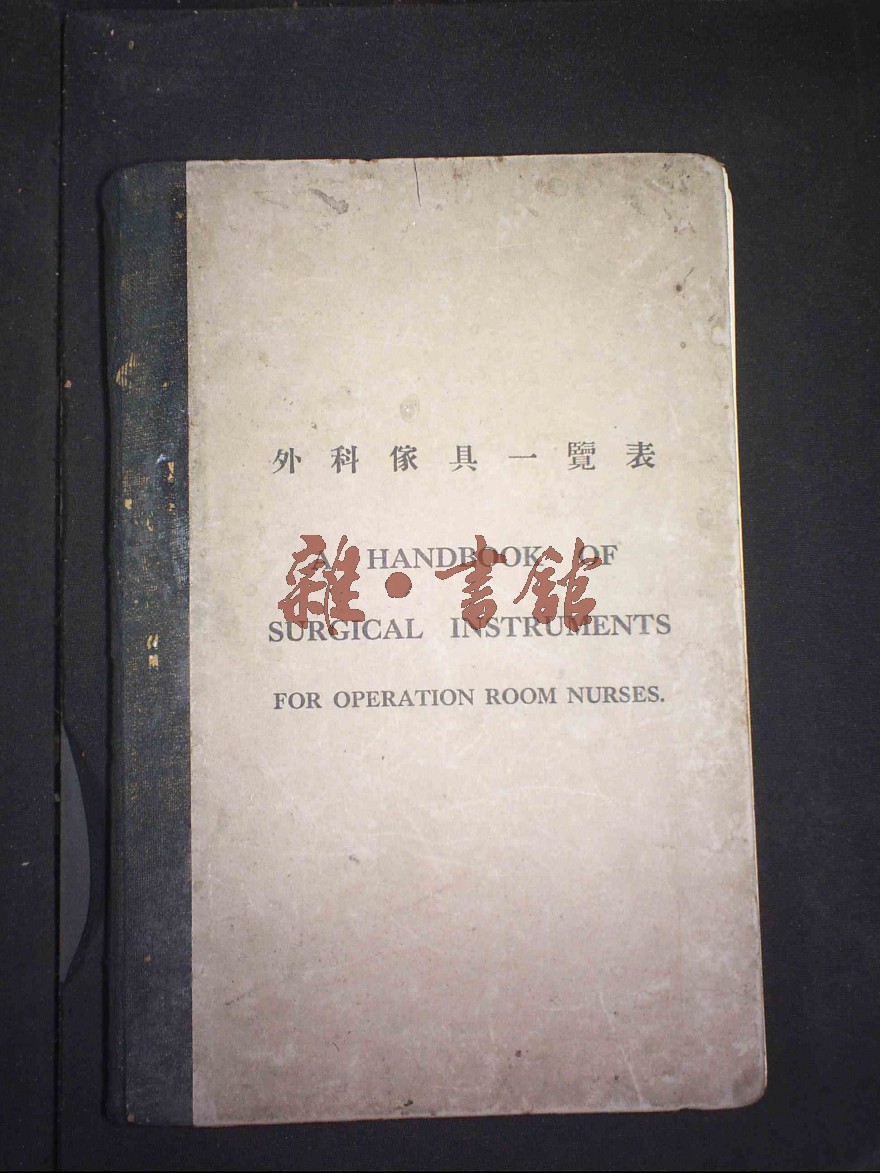 外科傢具一覽表
A HANDBOOK OF
雜·書館
SURGICAL INSTRUMENTS
FOR OPERATION ROOM NURSES.